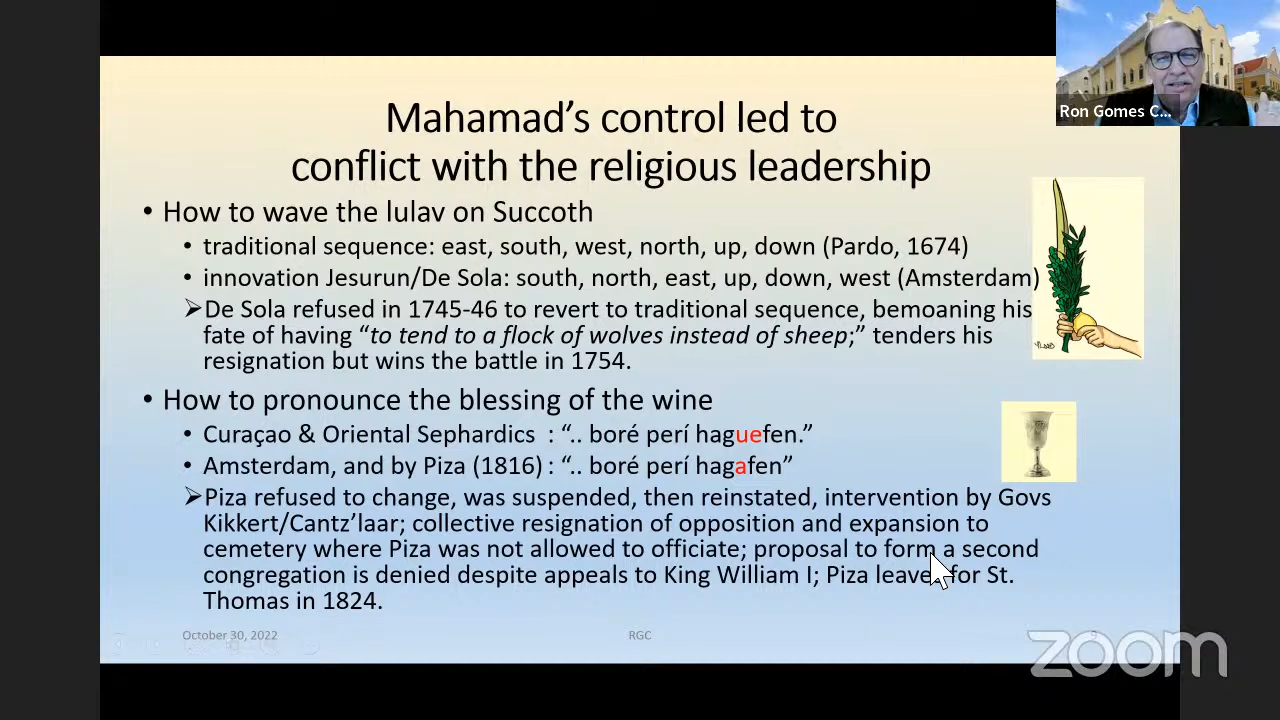 Ron Gomes C...
Mahamad's control led to
conflict with the religious leadership
• How to wave the lulav on Succoth
• traditional sequence: east, south, west, north, up, down (Pardo, 1674)
• innovation Jesurun/De Sola: south, north, east, up, down, west (Amsterdam)
➢De Sola refused in 1745-46 to revert to traditional sequence, bemoaning his
fate of having “to tend to a flock of wolves instead of sheep;” tenders his
resignation but wins the battle in 1754.
• How to pronounce the blessing of the wine
• Curaçao & Oriental Sephardics : “.. boré perí haguefen.”
• Amsterdam, and by Piza (1816) : “.. boré perí hagafen”
➢Piza refused to change, was suspended, then reinstated, intervention by Govs
Kikkert/Cantz’laar; collective resignation of opposition and expansion to
cemetery where Piza was not allowed to officiate; proposal to form a second
congregation is denied despite appeals to King William I; Piza leaves for St.
Thomas in 1824.
October 30, 2022
RGC
9
zoom